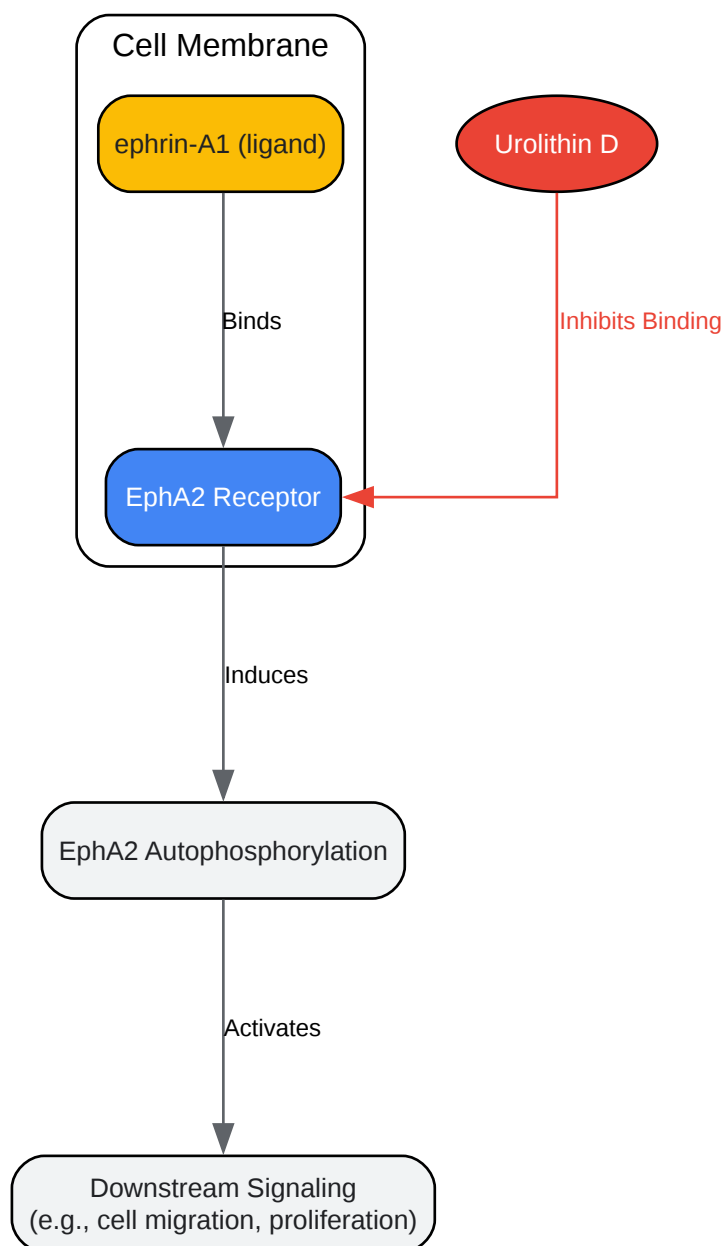 Cell Membrane
ephrin-A1 (ligand)
Urolithin D
Binds
Inhibits Binding
EphA2 Receptor
Induces
EphA2 Autophosphorylation
Activates
Downstream Signaling
(e.g., cell migration, proliferation)